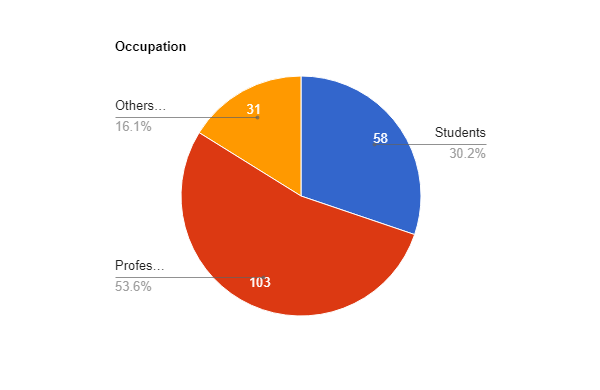 Occupation
Others…
16.1%
31
58
Students
30.2%
Profes…
53.6%
103